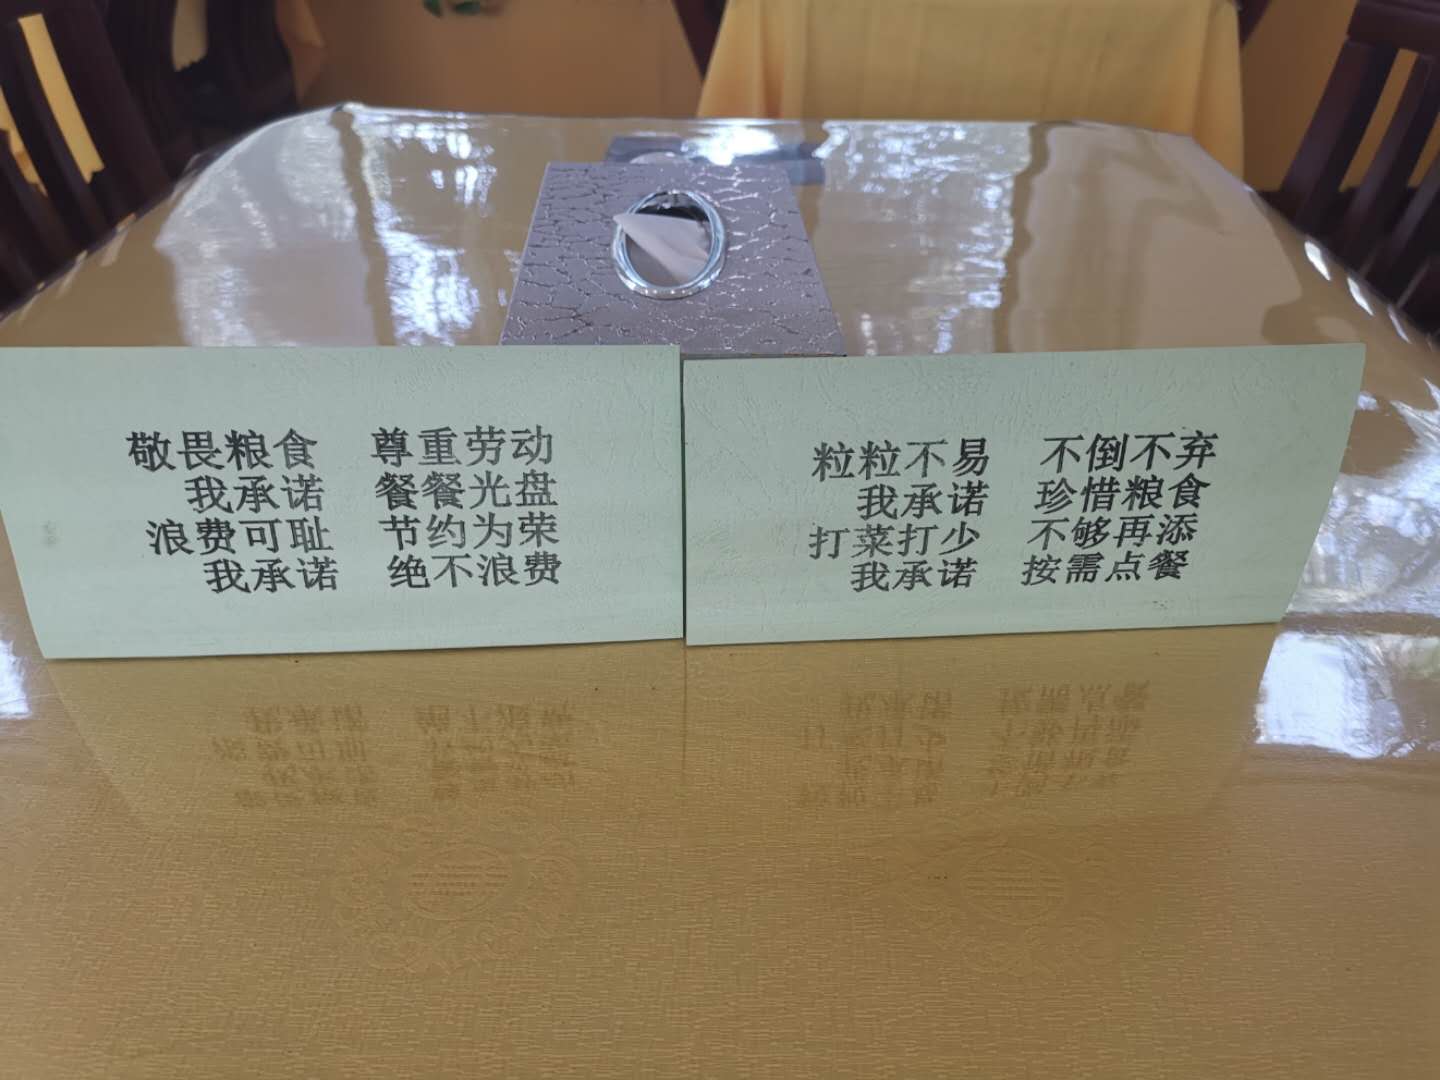 敬畏粮食 尊重劳动
我承诺 餐餐光盘
浪费可耻 节约为荣
我承诺 绝不浪费
粒粒不易 不倒不弃
我承诺 珍惜粮食
打菜打少 不够再添
我承诺 按需点餐